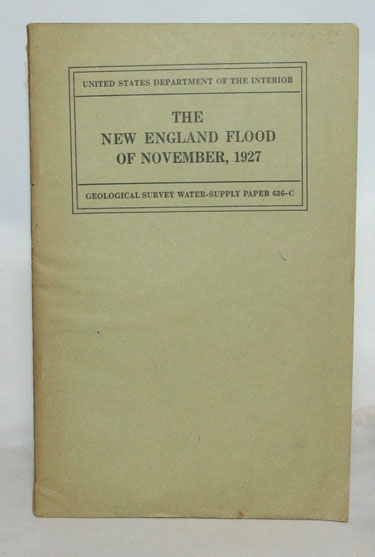 UNITED STATES DEPARTMENT OF THE INTERIOR
THE
NEW ENGLAND FLOOD
OF NOVEMBER, 1927
GEOLOGICAL SURVEY WATER-SUPPLY PAPER 636-C